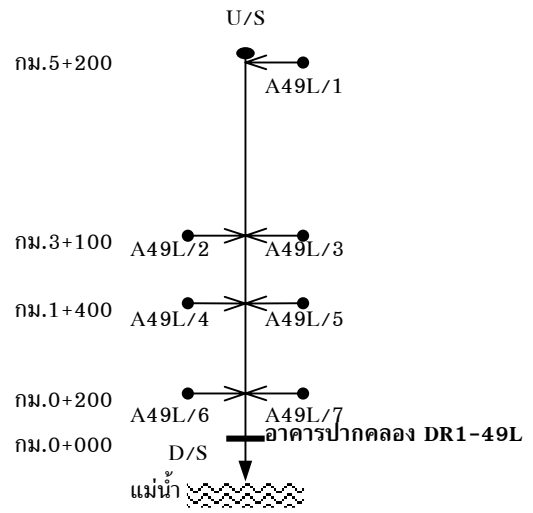 U/S
กม.5+200
A49L/1
กม.3+100
A49L/2
A49L/3
กม.1+400
A49L/4
A49L/5
กม.0+200
A49L/6
A49L/7
อาคารปากคลอง DR1-49L
กม.0+000
D/S
แม่น้ำ